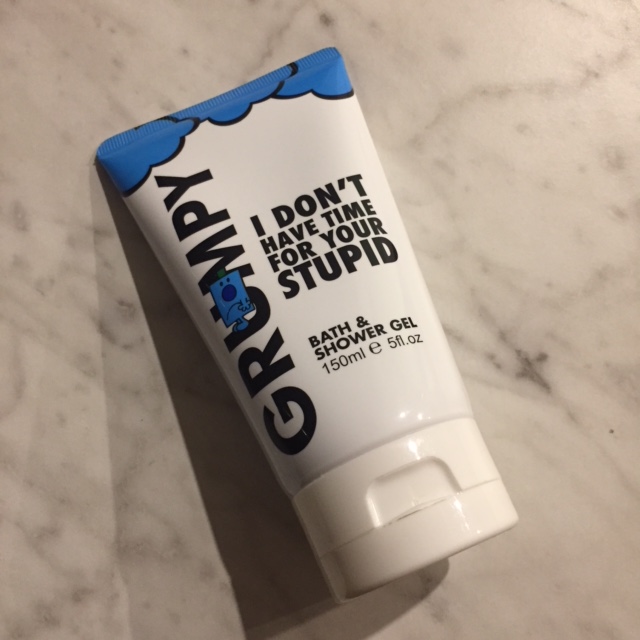 GRUMPY
I DON'T
HAVE TIME
FOR YOUR
STUPID
BATH &
SHOWER GEL
150ml e 5fl.oz